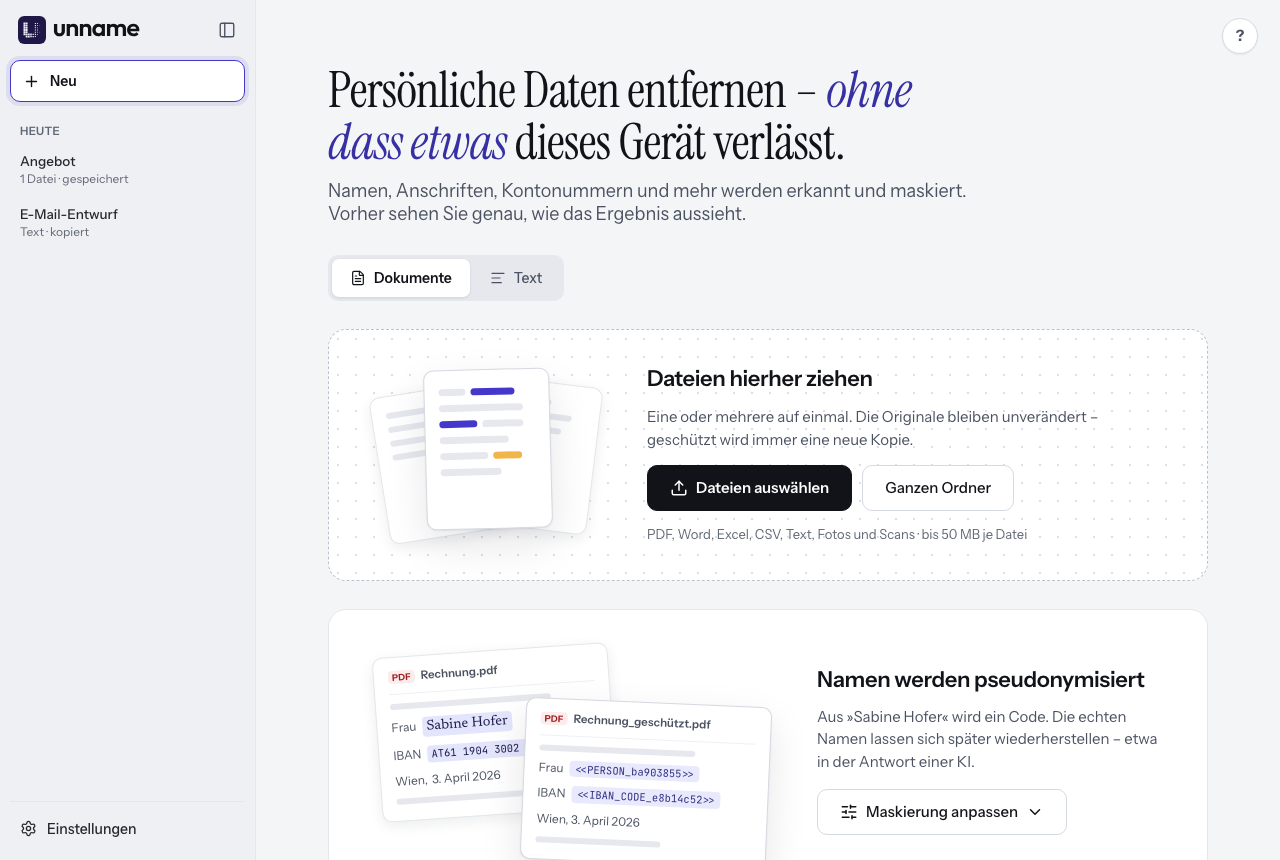 unname
?
Neu
HEUTE
Angebot
1 Datei · gespeichert
E-Mail-Entwurf
Text · kopiert
Einstellungen
Persönliche Daten entfernen – ohne
dass etwas dieses Gerät verlässt.
Namen, Anschriften, Kontonummern und mehr werden erkannt und maskiert.
Vorher sehen Sie genau, wie das Ergebnis aussieht.
Dokumente
Text
Dateien hierher ziehen
Eine oder mehrere auf einmal. Die Originale bleiben unverändert –
geschützt wird immer eine neue Kopie.
Dateien auswählen
Ganzen Ordner
PDF, Word, Excel, CSV, Text, Fotos und Scans · bis 50 MB je Datei
PDF Rechnung.pdf
Frau Sabine Hofer
IBAN AT61 1904 3002
Wien, 3. April 2026
PDF Rechnung_geschützt.pdf
Frau <<PERSON_ba903855>>
IBAN <<IBAN_CODE_e8b14c52>>
Wien, 3. April 2026
Namen werden pseudonymisiert
Aus »Sabine Hofer« wird ein Code. Die echten
Namen lassen sich später wiederherstellen – etwa
in der Antwort einer KI.
Maskierung anpassen